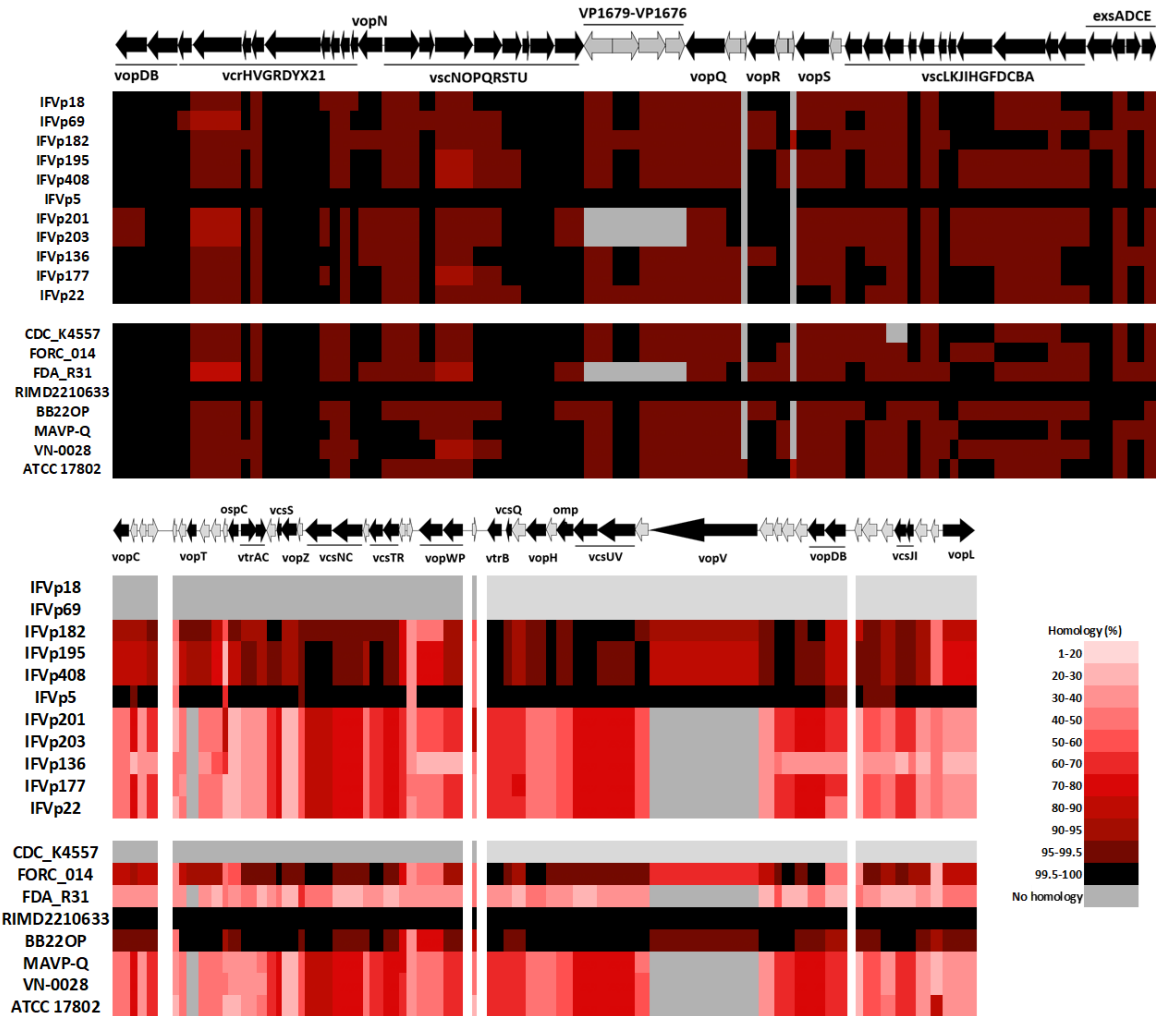 VP1679-VP1676
exsADCE
vopN
vopDB
vcrHVGRDYX21
vscNOPQRSTU
vopQ
vopR
vopS
vscLKJIHGFDCBA
IFVp18
IFVp69
IFVp182
IFVp195
IFVp408
IFVp5
IFVp201
IFVp203
IFVp136
IFVp177
IFVp22
CDC_K4557
FORC_014
FDA_R31
RIMD2210633
BB22OP
MAVP-Q
VN-0028
ATCC 17802
ospC
vcsS
vcsQ
omp
vopC
vopT
vtrAC
vopZ
vcsNC
vcsTR
vopWP
vtrB
vopH
vcsUV
vopV
vopDB
vcsJI
vopL
IFVp18
IFVp69
IFVp182
IFVp195
IFVp408
IFVp5
IFVp201
IFVp203
IFVp136
IFVp177
IFVp22
CDC_K4557
FORC_014
FDA_R31
RIMD2210633
BB22OP
MAVP-Q
VN-0028
ATCC 17802
Homology (%)
1-20
20-30
30-40
40-50
50-60
60-70
70-80
80-90
90-95
95-99.5
99.5-100
No homology